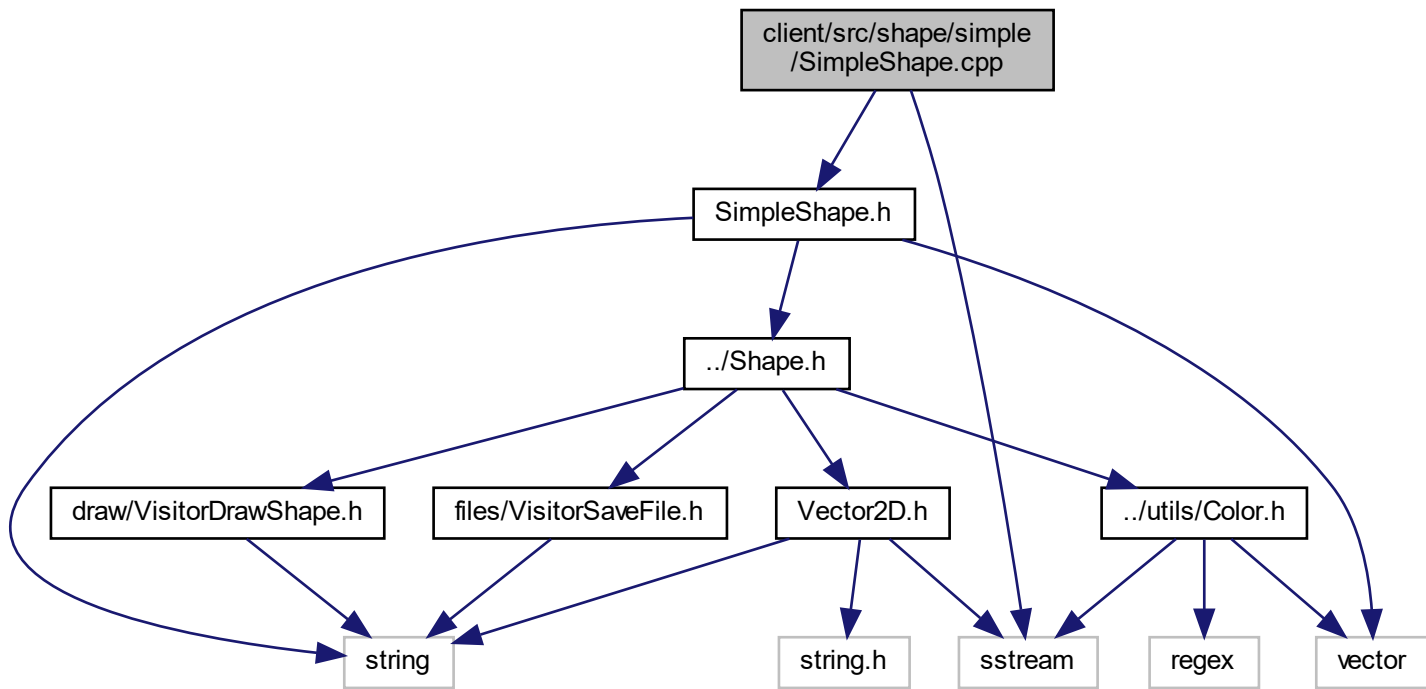 client/src/shape/simple
/SimpleShape.cpp
SimpleShape.h
../Shape.h
draw/VisitorDrawShape.h
files/VisitorSaveFile.h
Vector2D.h
../utils/Color.h
string
string.h
sstream
regex
vector